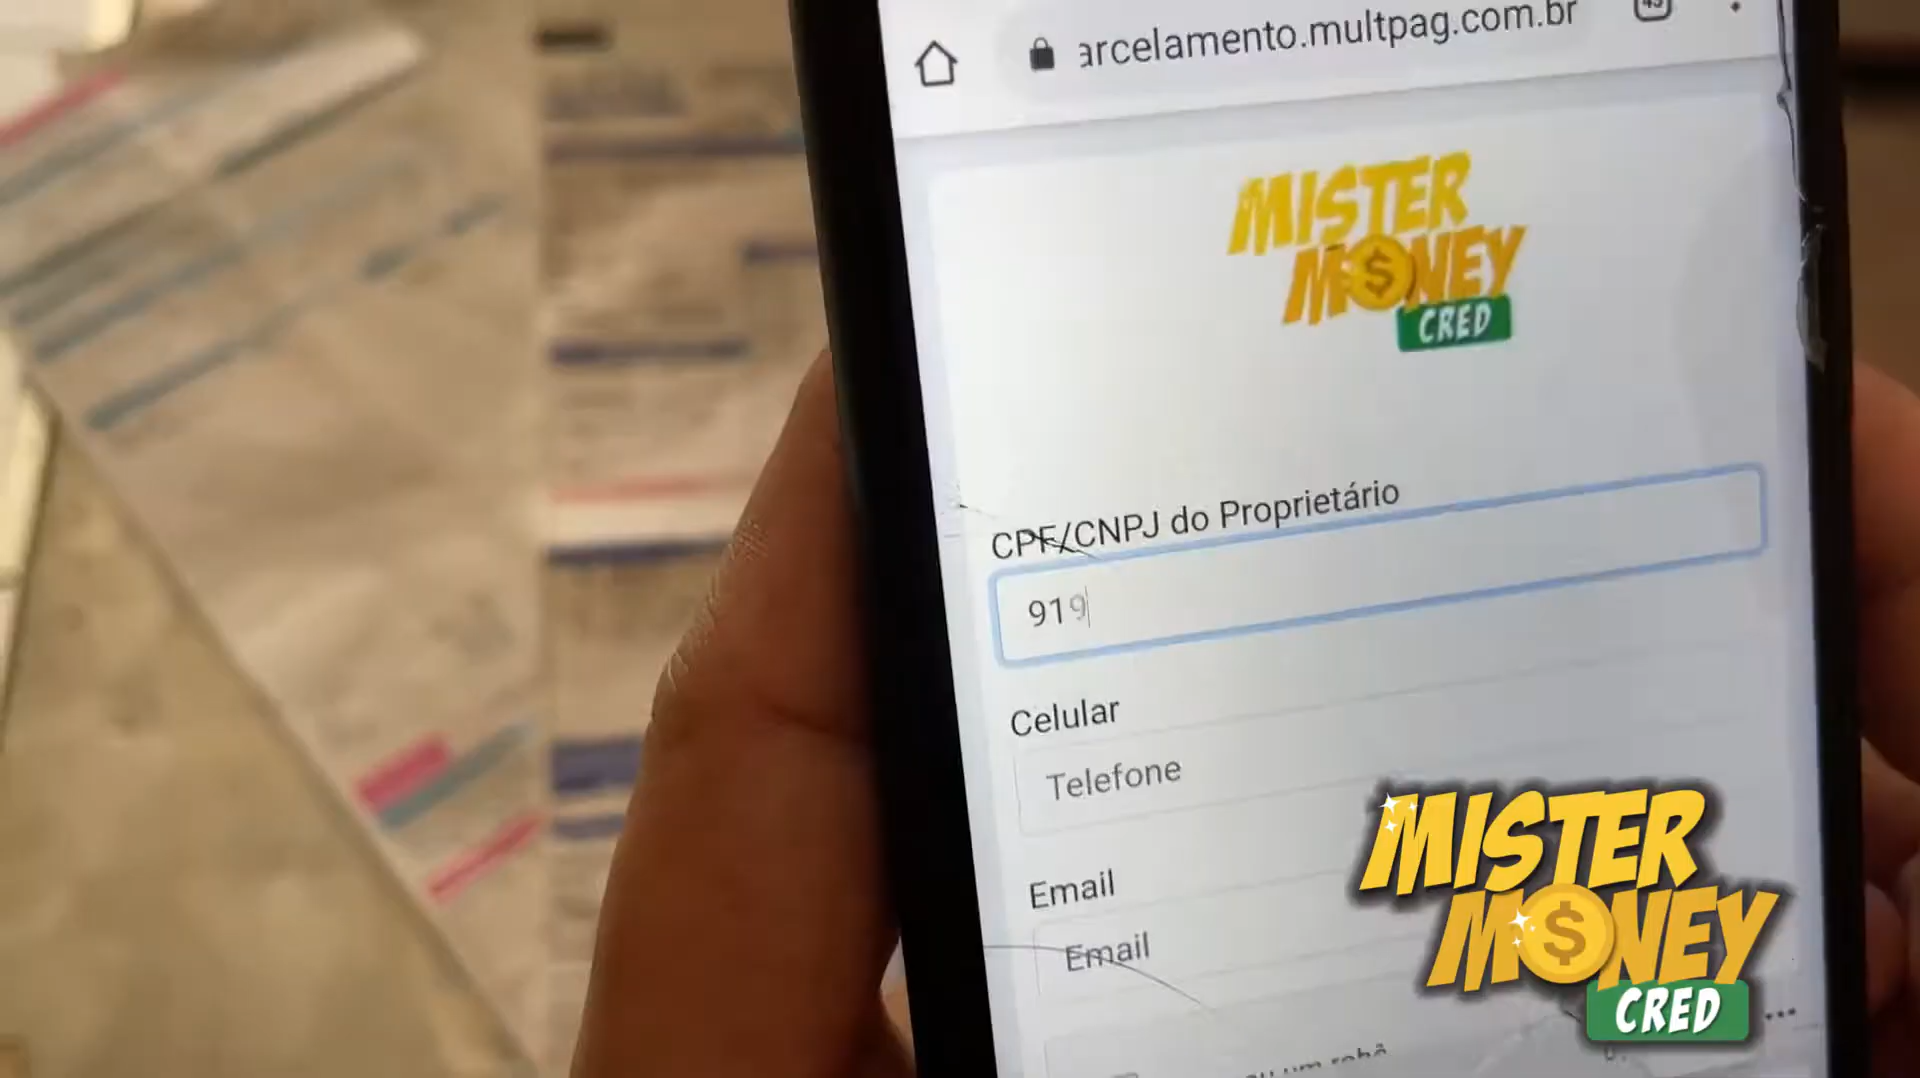 arcelamento.multpag.com.br
MISTER
MONEY
CRED
CPF/CNPJ do Proprietário
919
Celular
Telefone
Email
Email
MISTER
MONEY
CRED